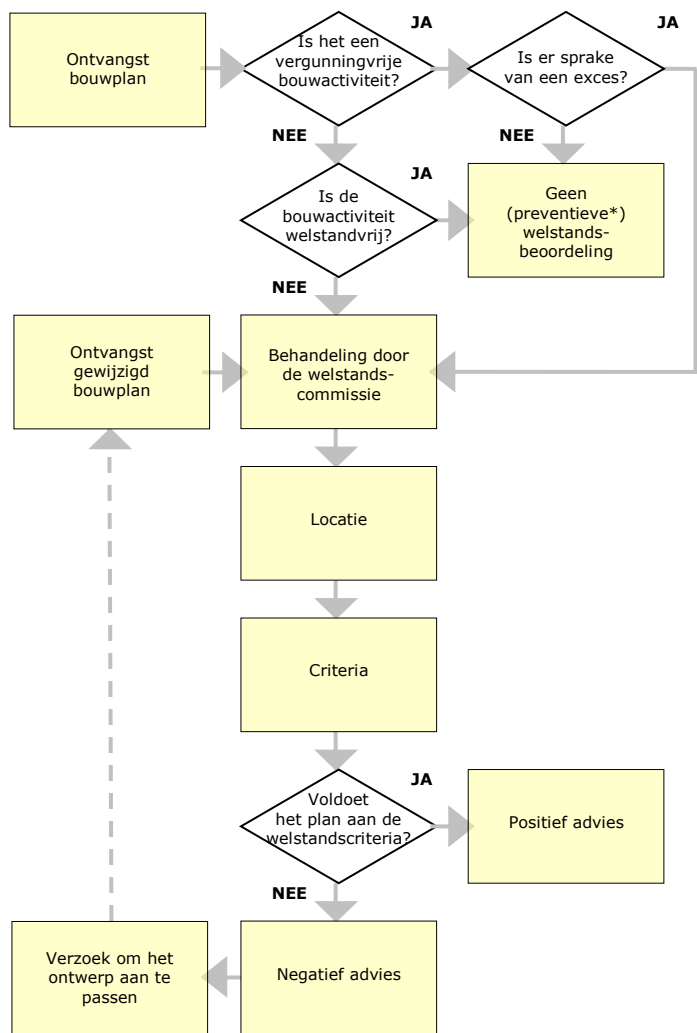 JA
JA
Ontvangst
bouwplan
Is het een
vergunningvrije
bouwactiviteit?
Is er sprake
van een exces?
NEE
NEE
JA
Is de
bouwactiviteit
welstandvrij?
Geen
(preventieve*)
welstands-
beoordeling
NEE
Ontvangst
gewijzigd
bouwplan
Behandeling door
de welstands-
commissie
Locatie
Criteria
JA
Voldoet
het plan aan de
welstandscriteria?
Positief advies
NEE
Verzoek om het
ontwerp aan te
passen
Negatief advies